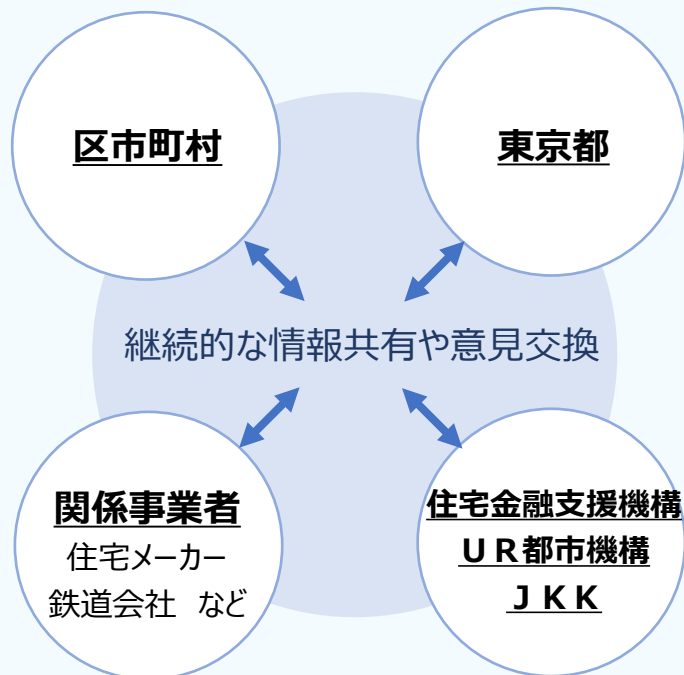 区市町村
東京都
継続的な情報共有や意見交換
関係事業者
住宅メーカー
鉄道会社　など
住宅金融支援機構
ＵＲ都市機構
ＪＫＫ